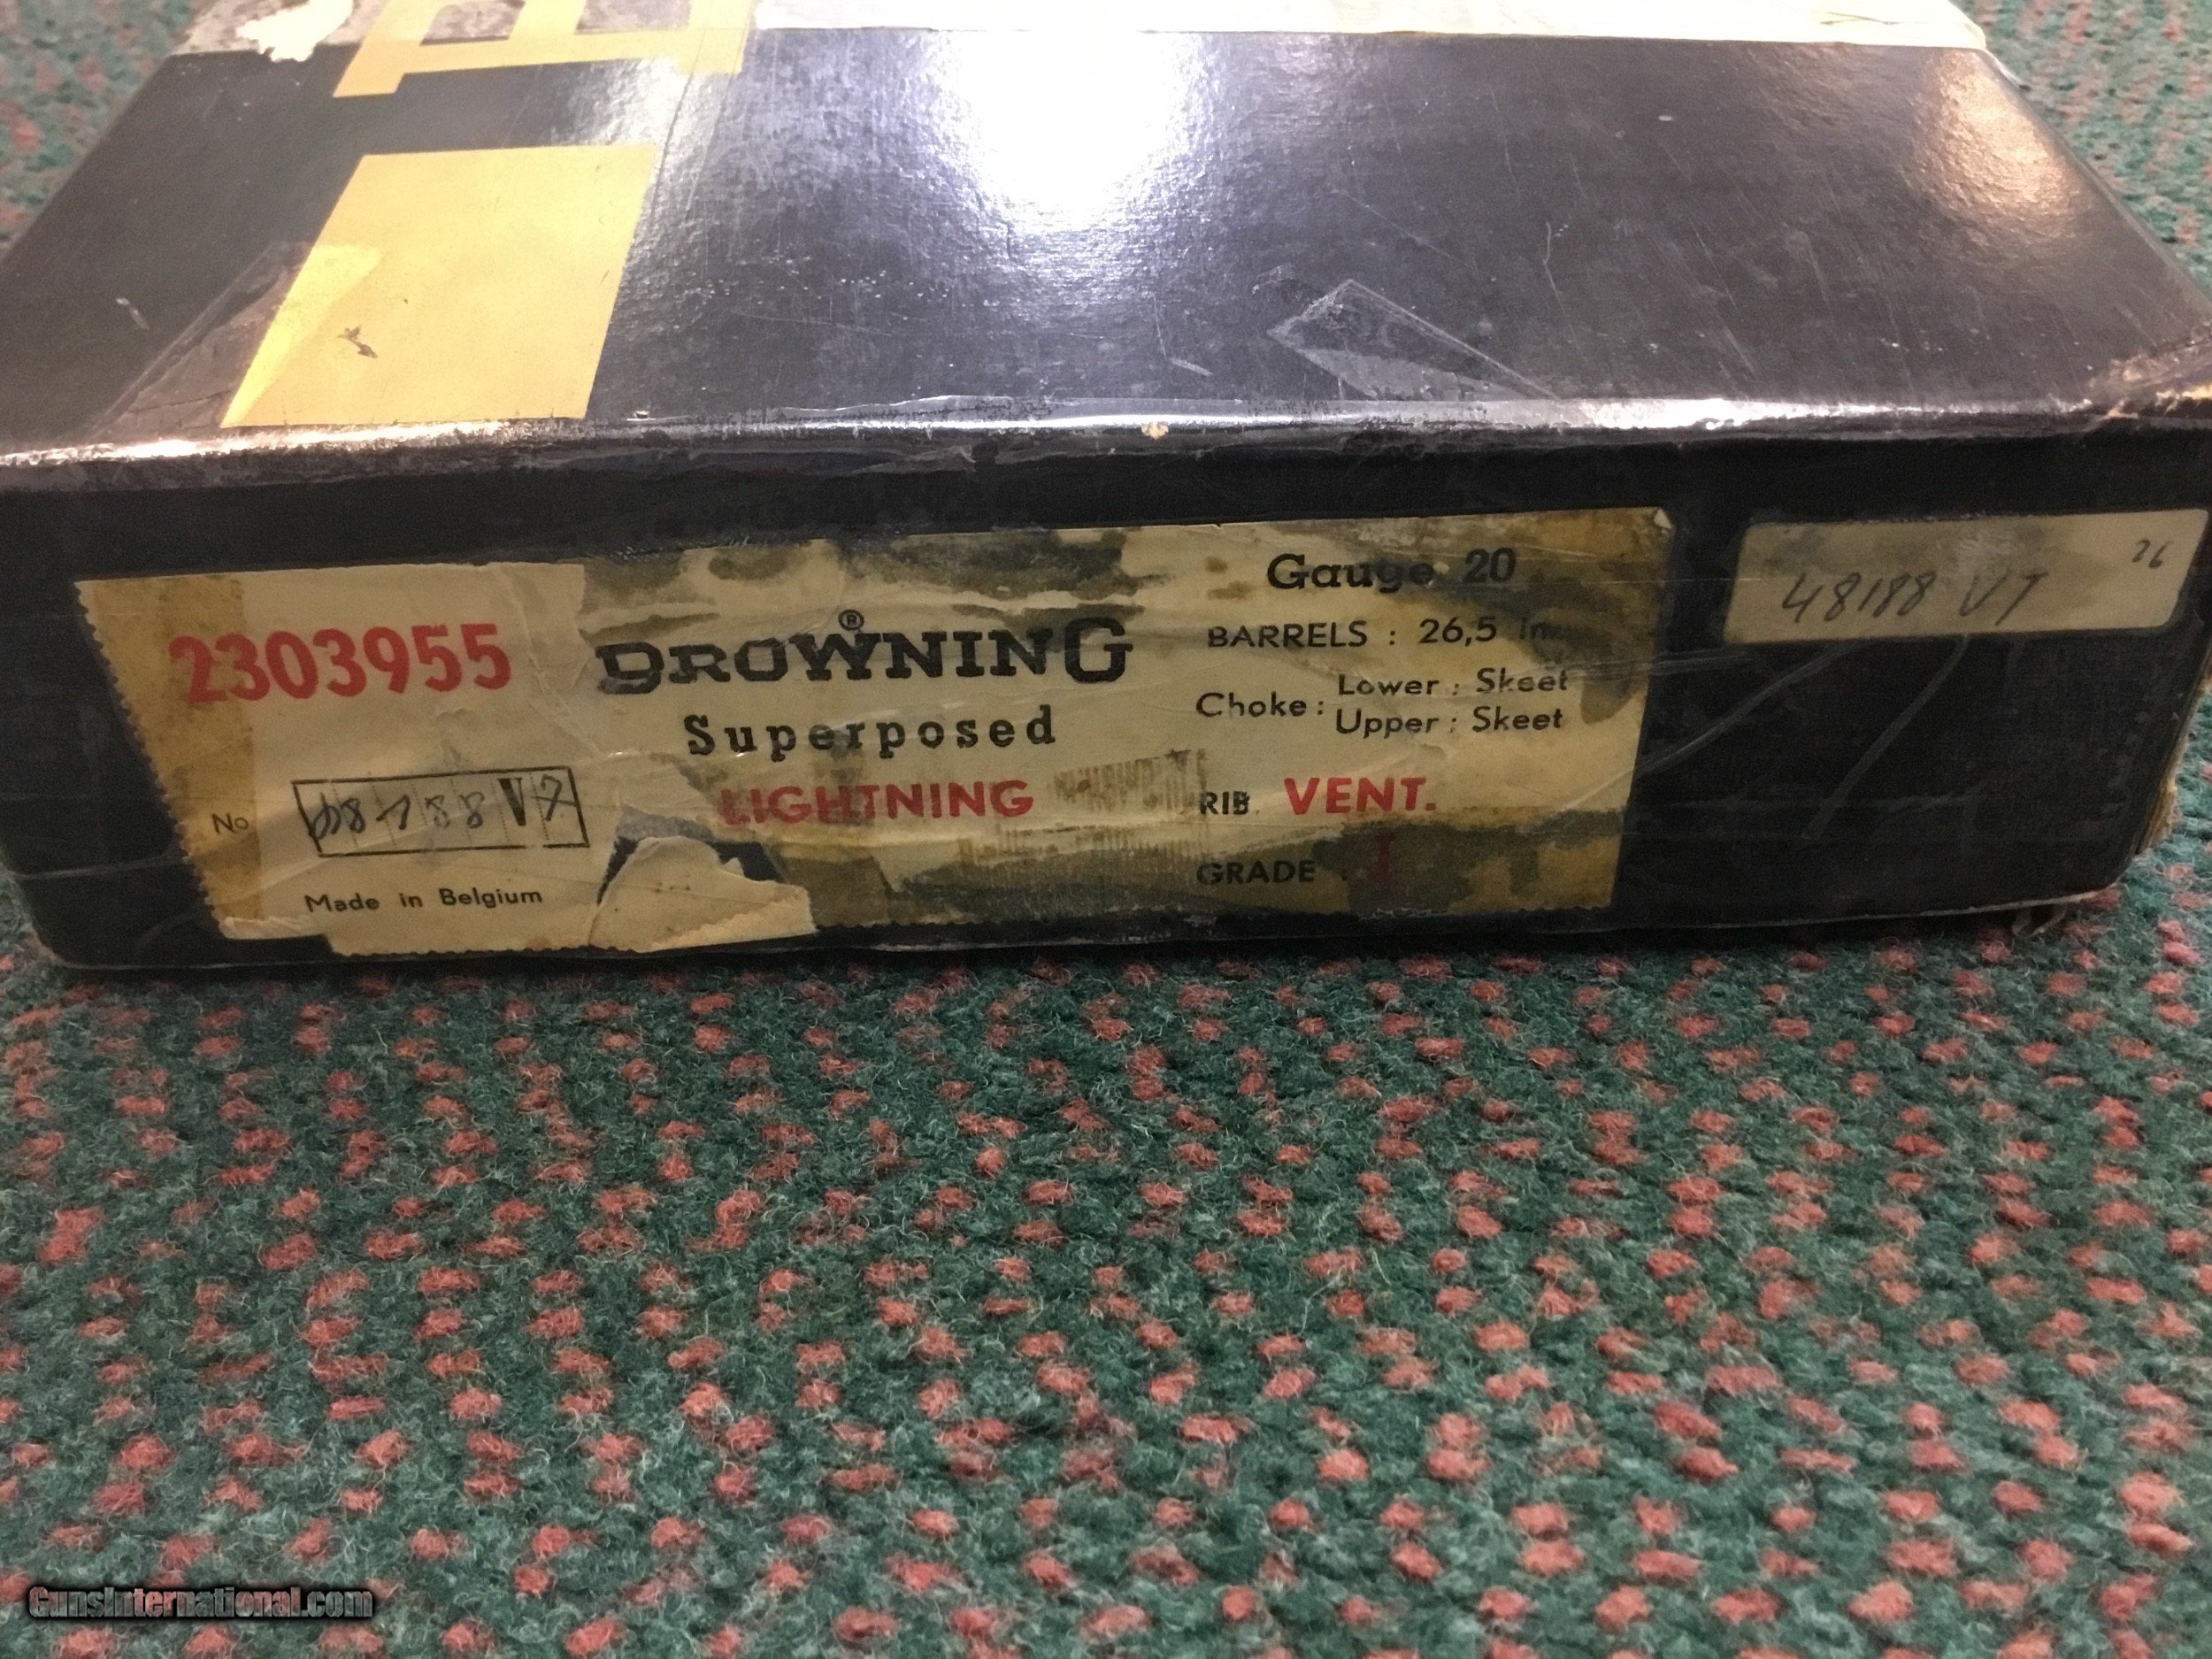 2303955
BROWNING®
Superposed
LIGHTNING
No 48188V7
Made in Belgium
Gauge 20
BARRELS : 26,5 in.
Choke : Lower : Skeet
Upper : Skeet
RIB. VENT.
GRADE : I
48188 V7
26
GunsInternational.com